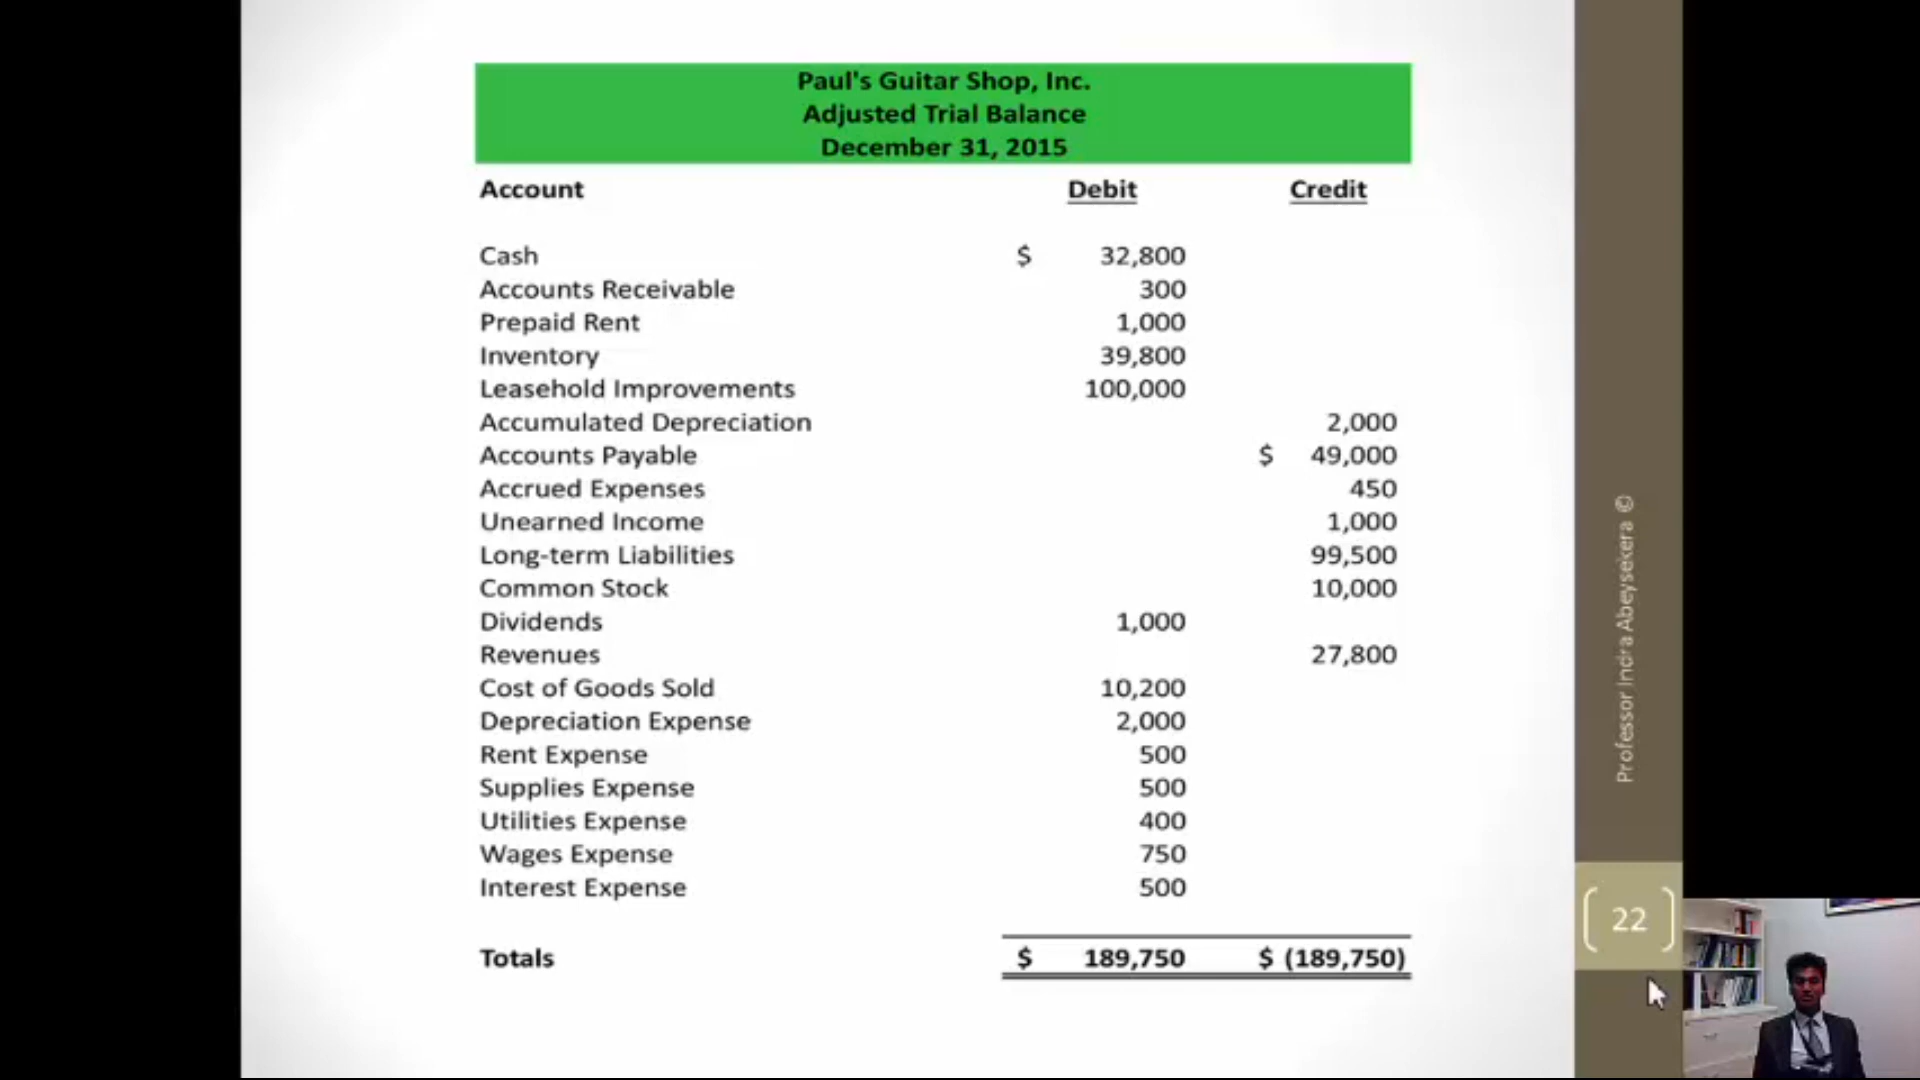 Paul's Guitar Shop, Inc.
Adjusted Trial Balance
December 31, 2015
Account Debit Credit
Cash $ 32,800
Accounts Receivable 300
Prepaid Rent 1,000
Inventory 39,800
Leasehold Improvements 100,000
Accumulated Depreciation 2,000
Accounts Payable $ 49,000
Accrued Expenses 450
Unearned Income 1,000
Long-term Liabilities 99,500
Common Stock 10,000
Dividends 1,000
Revenues 27,800
Cost of Goods Sold 10,200
Depreciation Expense 2,000
Rent Expense 500
Supplies Expense 500
Utilities Expense 400
Wages Expense 750
Interest Expense 500
Totals $ 189,750 $ (189,750)
Professor Indra Abeysekera ©
22